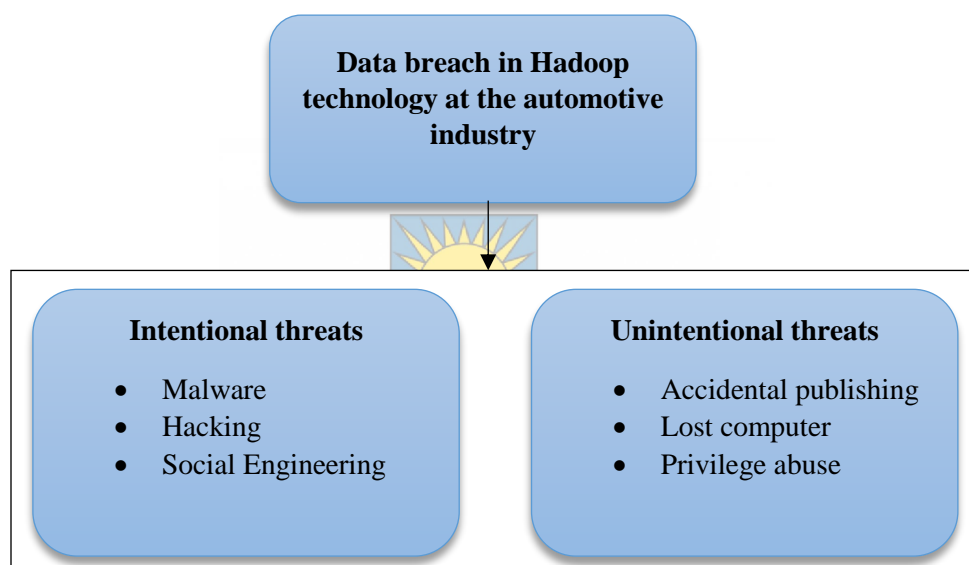 Data breach in Hadoop
technology at the automotive
industry
Intentional threats
• Malware
• Hacking
• Social Engineering
Unintentional threats
• Accidental publishing
• Lost computer
• Privilege abuse